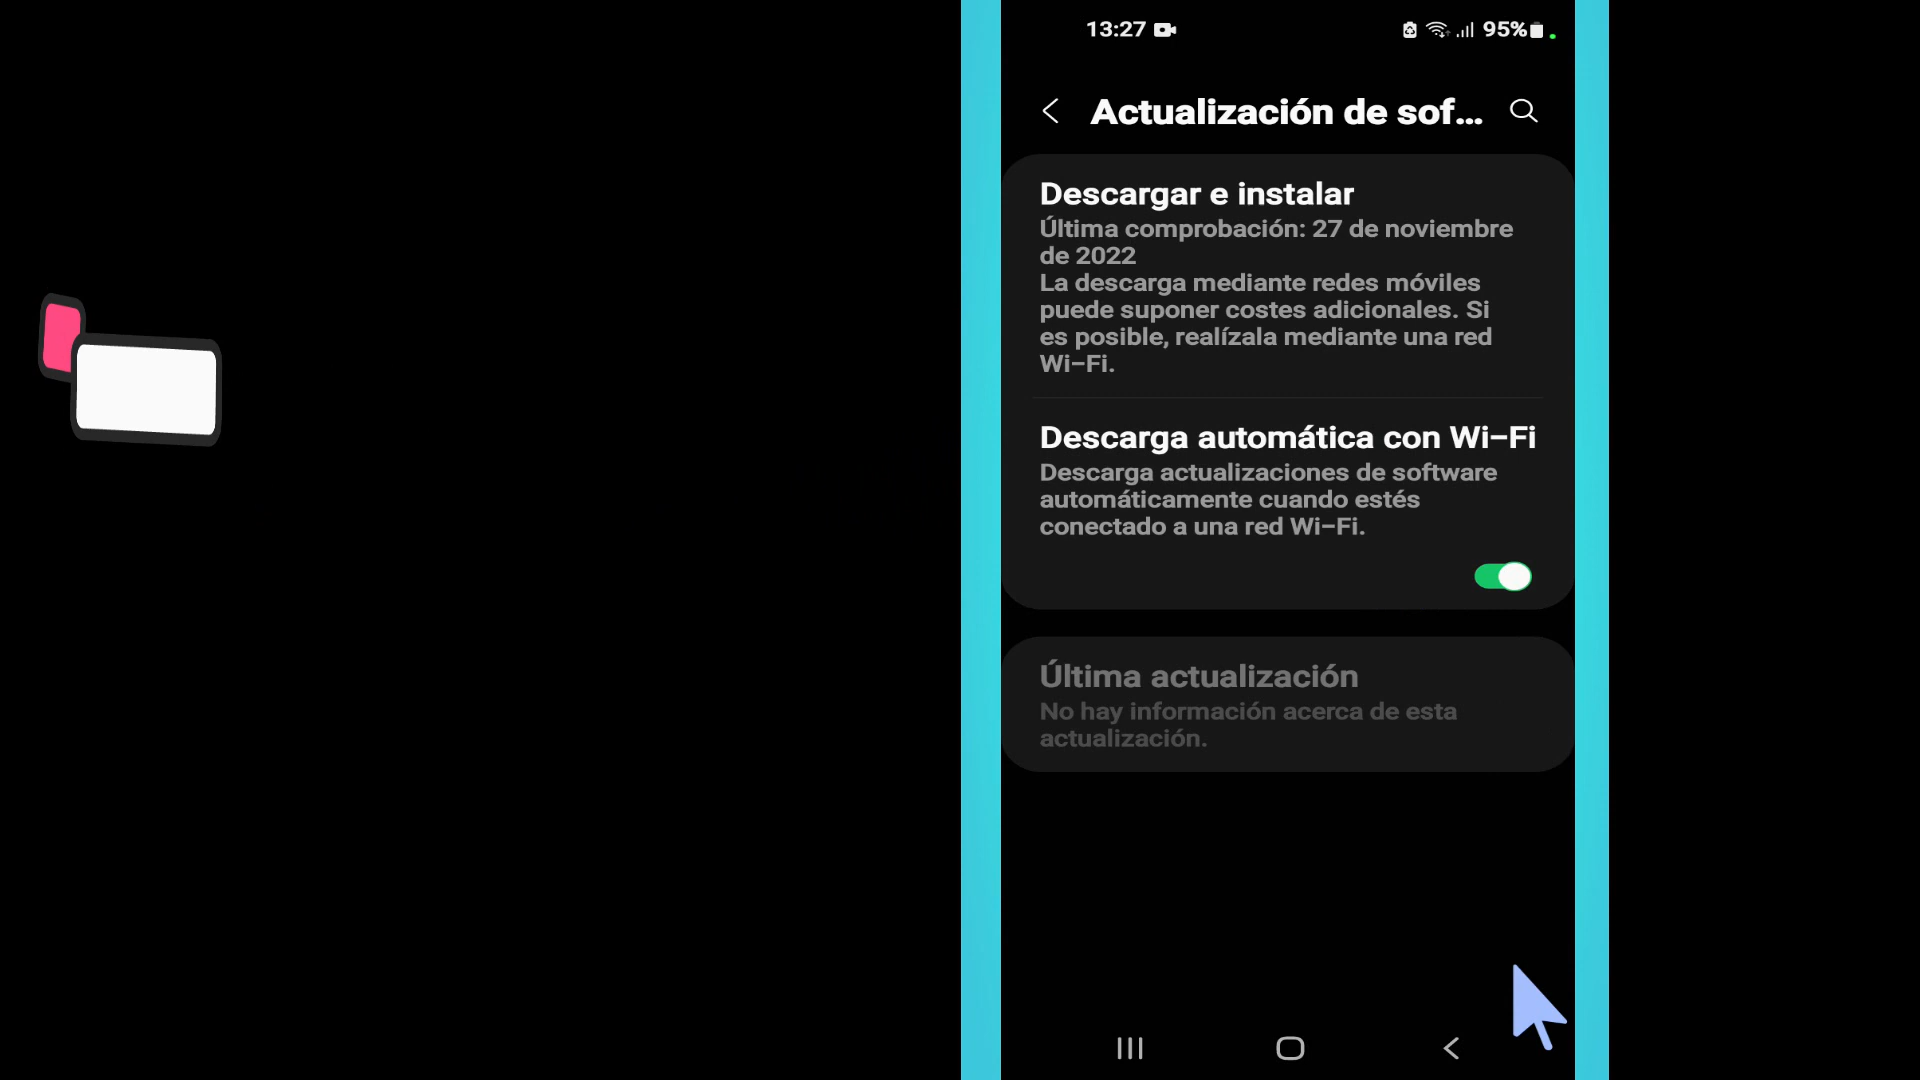 13:27
95%
Actualización de sof...
Descargar e instalar
Última comprobación: 27 de noviembre
de 2022
La descarga mediante redes móviles
puede suponer costes adicionales. Si
es posible, realízala mediante una red
Wi-Fi.
Descarga automática con Wi-Fi
Descarga actualizaciones de software
automáticamente cuando estés
conectado a una red Wi-Fi.
Última actualización
No hay información acerca de esta
actualización.